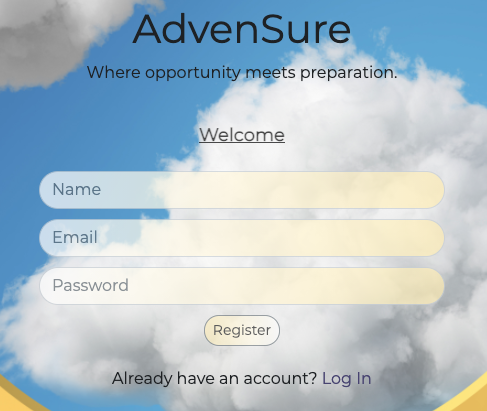 AdvenSure
Where opportunity meets preparation.
Welcome
Name
Email
Password
Register
Already have an account? Log In